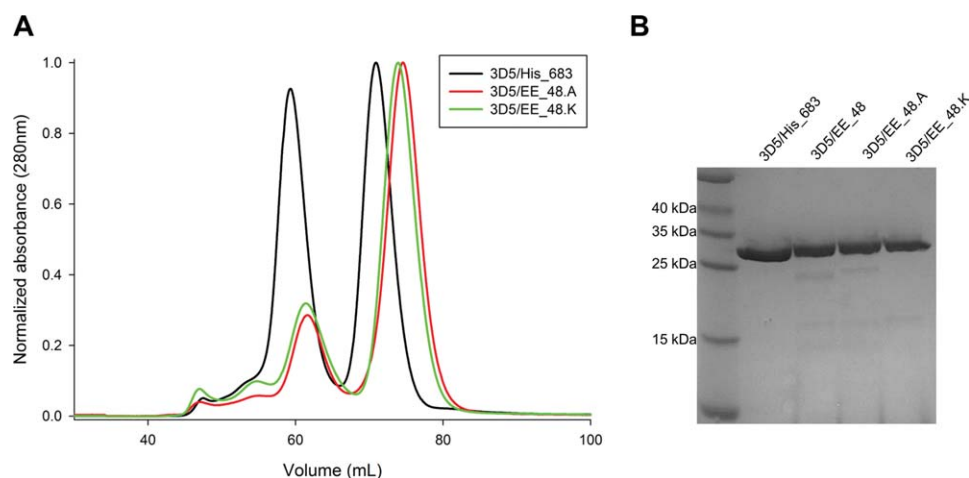 A
B
1.0
0.8
0.6
0.4
0.2
0.0
Normalized absorbance (280nm)
40
60
80
100
Volume (mL)
3D5/His_683
3D5/EE_48.A
3D5/EE_48.K
3D5/His_683
3D5/EE_48
3D5/EE_48.A
3D5/EE_48.K
40 kDa
35 kDa
25 kDa
15 kDa